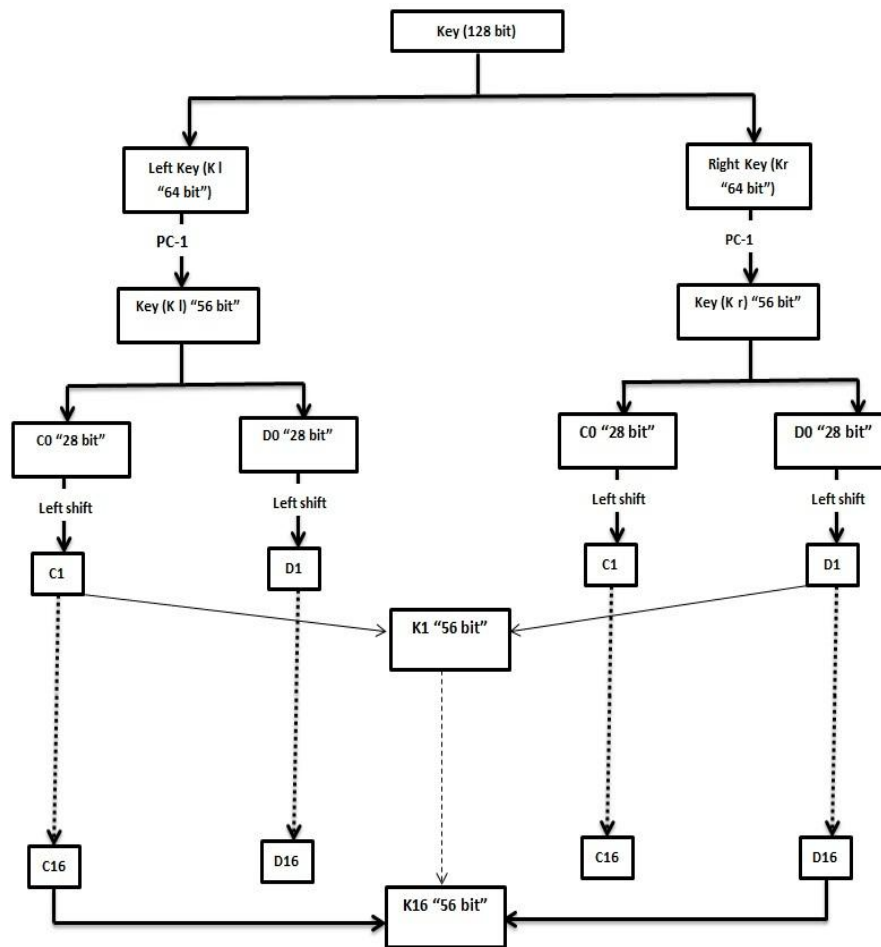 Key (128 bit)
Left Key (K l
“64 bit”)
Right Key (Kr
“64 bit”)
PC-1
PC-1
Key (K l) “56 bit”
Key (K r) “56 bit”
C0 “28 bit”
D0 “28 bit”
C0 “28 bit”
D0 “28 bit”
Left shift
Left shift
Left shift
Left shift
C1
D1
C1
D1
K1 “56 bit”
C16
D16
C16
D16
K16 “56 bit”